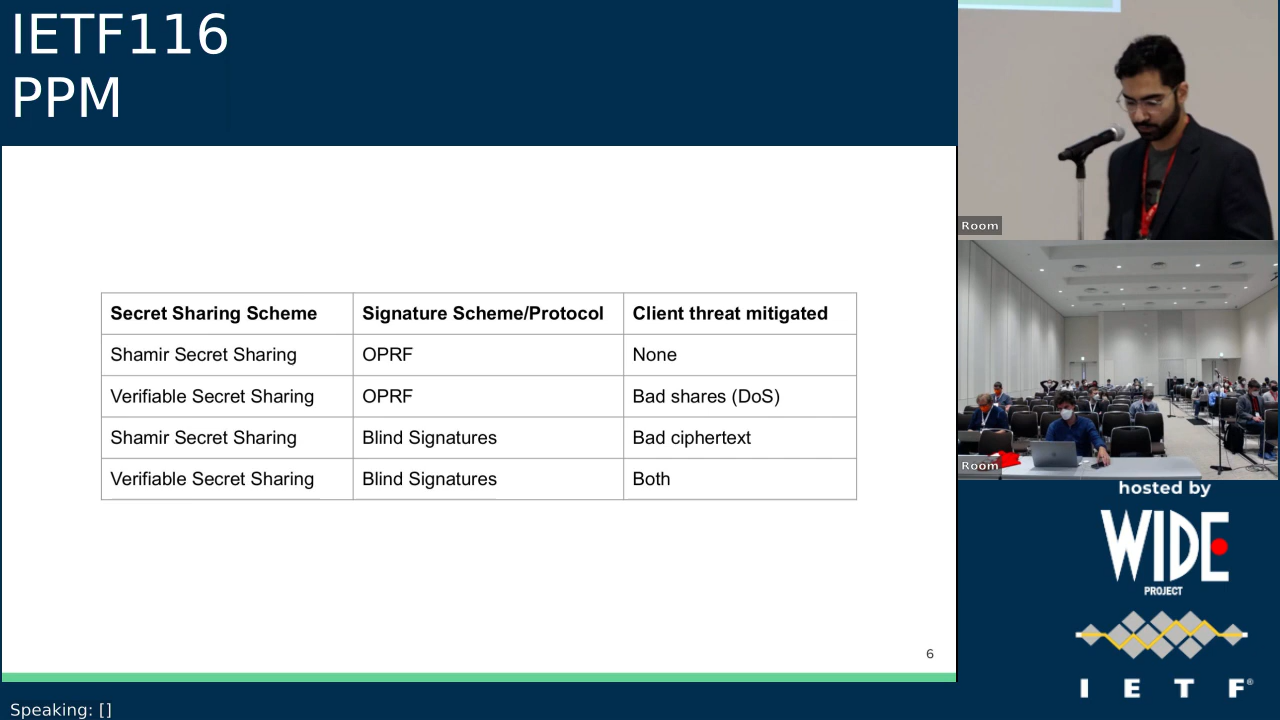 IETF116
PPM
Secret Sharing Scheme Signature Scheme/Protocol Client threat mitigated
Shamir Secret Sharing OPRF None
Verifiable Secret Sharing OPRF Bad shares (DoS)
Shamir Secret Sharing Blind Signatures Bad ciphertext
Verifiable Secret Sharing Blind Signatures Both
6
Speaking: []
Room
Room
hosted by
WIDE
PROJECT
I E T F®